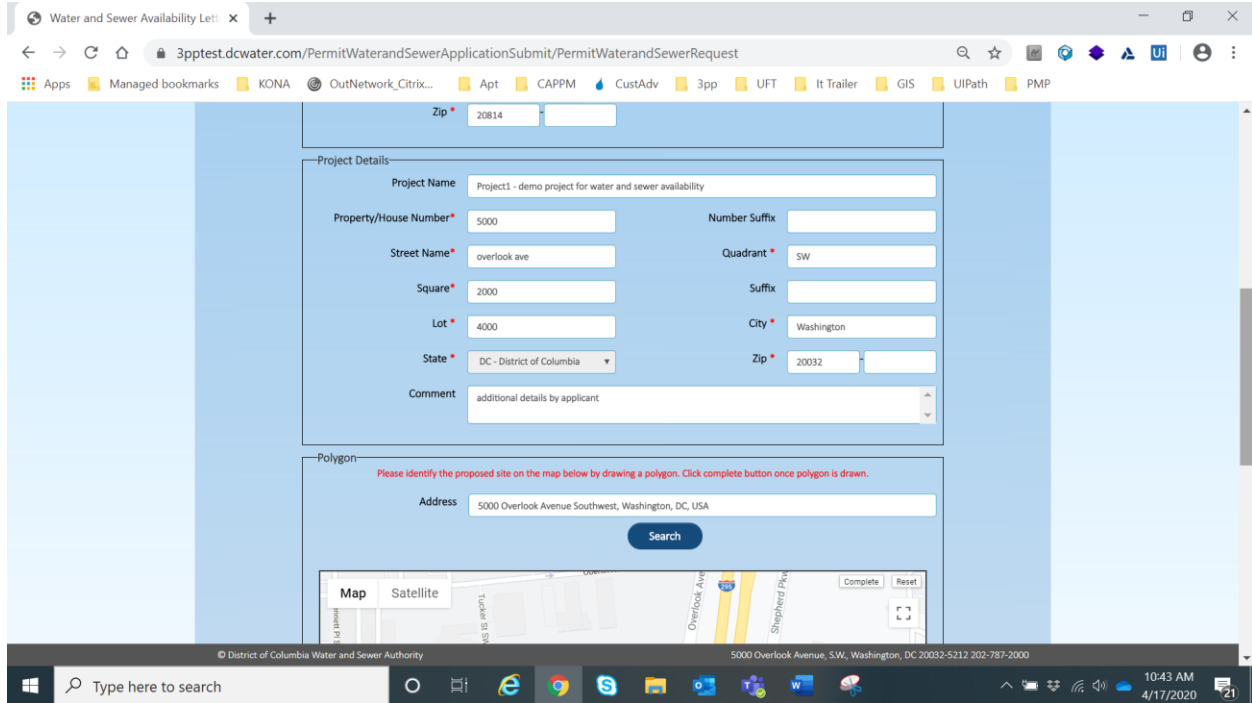 Water and Sewer Availability Lett
3pptest.dcwater.com/PermitWaterandSewerApplicationSubmit/PermitWaterandSewerRequest
Ui
Apps Managed bookmarks KONA OutNetwork_Citrix... Apt CAPPM CustAdv 3pp UFT It Trailer GIS UIPath PMP
Zip * 20814 -
Project Details
Project Name Project1 - demo project for water and sewer availability
Property/House Number* 5000 Number Suffix
Street Name* overlook ave Quadrant * SW
Square* 2000 Suffix
Lot * 4000 City * Washington
State * DC - District of Columbia Zip * 20032 -
Comment additional details by applicant
Polygon
Please identify the proposed site on the map below by drawing a polygon. Click complete button once polygon is drawn.
Address 5000 Overlook Avenue Southwest, Washington, DC, USA
Search
Map Satellite Complete Reset
Tucker St SW
Overlook Ave
295
Shepherd Pkw
© District of Columbia Water and Sewer Authority 5000 Overlook Avenue, S.W., Washington, DC 20032-5212 202-787-2000
Type here to search
10:43 AM
4/17/2020
21